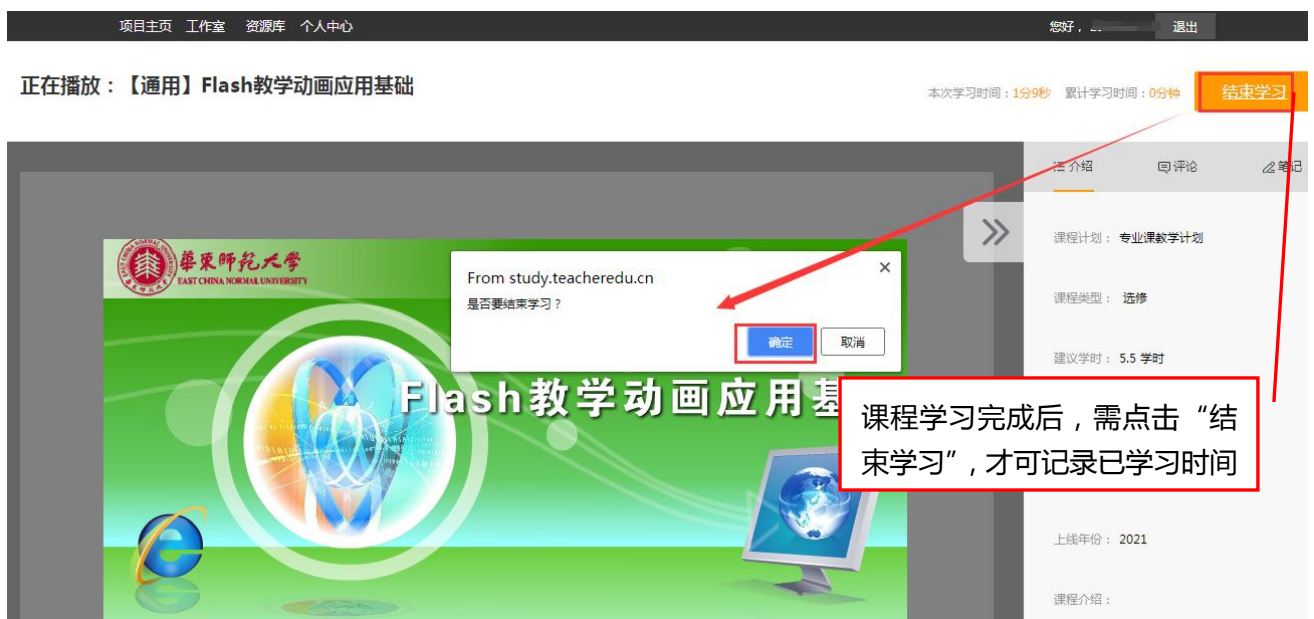 项目主页 工作室 资源库 个人中心
您好， 退出
正在播放：【通用】Flash教学动画应用基础
本次学习时间：1分9秒 累计学习时间：0分钟
结束学习
介绍 评论 笔记
課程计划： 专业课教学计划
课程类型： 选修
建议学时： 5.5 学时
華東師範大學
EAST CHINA NORMAL UNIVERSITY
From study.teacheredu.cn
×
是否要结束学习？
确定 取消
Flash教学动画应用基
课程学习完成后，需点击“结
束学习”，才可记录已学习时间
上线年份： 2021
课程介绍：